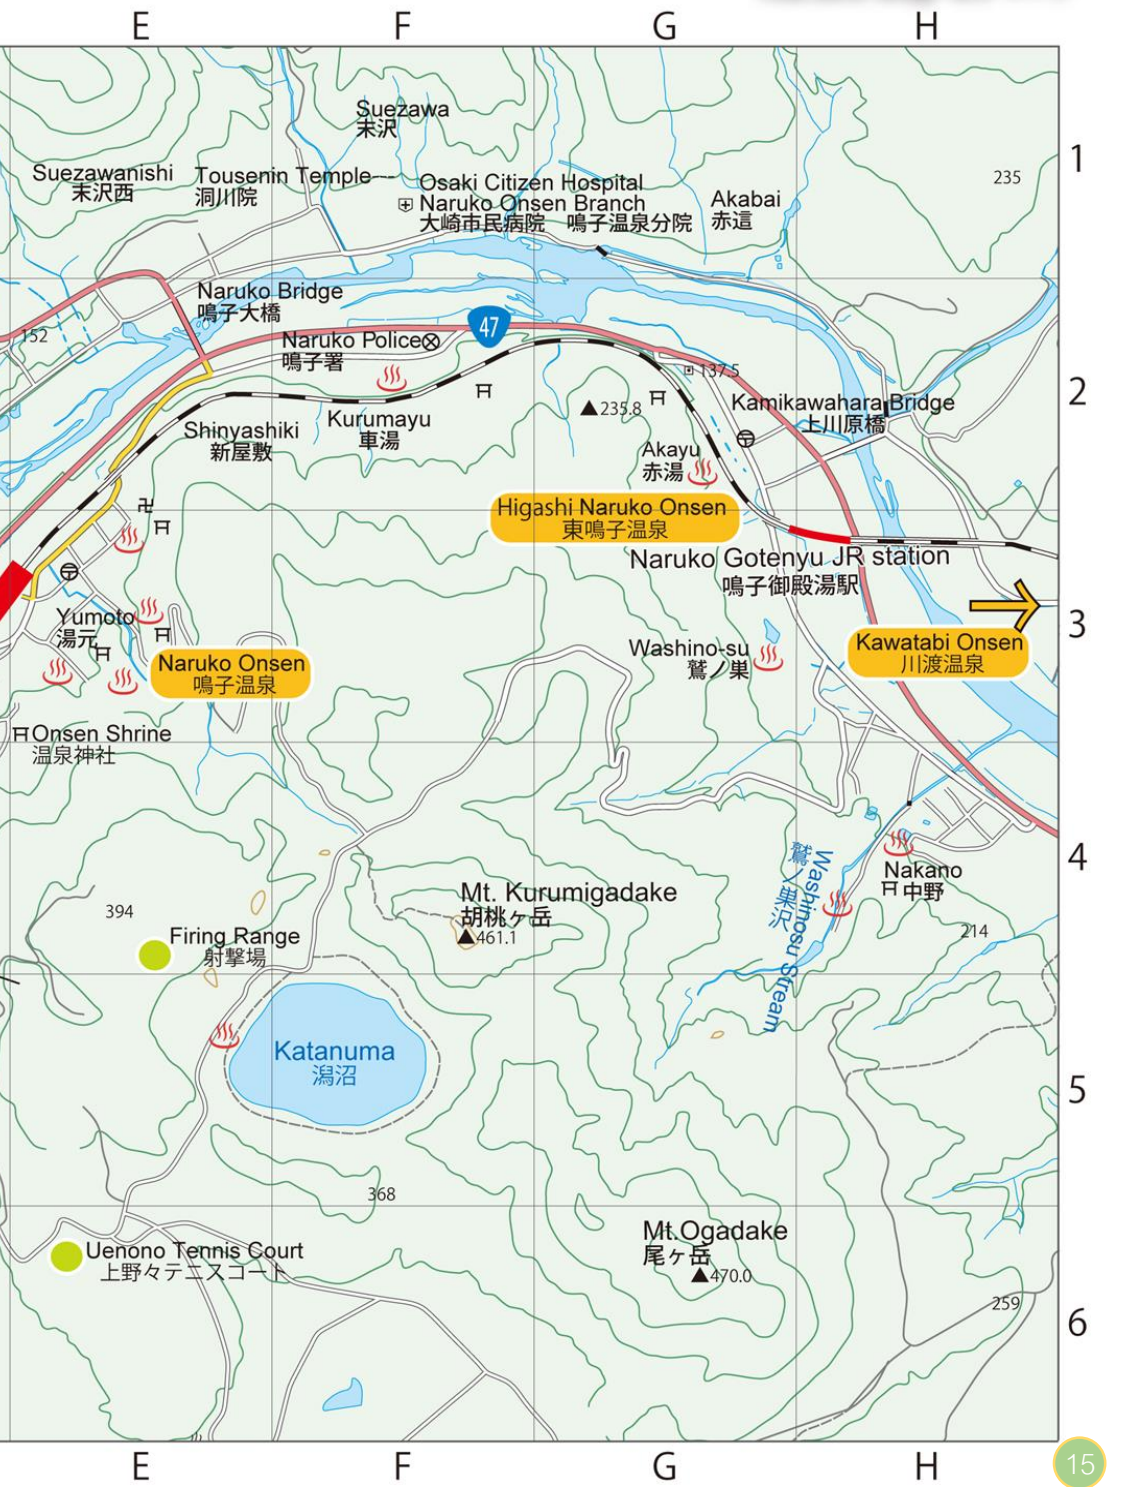 E F G H
Suezawa
末沢
1
Suezawanishi
末沢西
Tousenin Temple
洞川院
Osaki Citizen Hospital
Naruko Onsen Branch
大崎市民病院 鳴子温泉分院
Akabai
赤這
235
Naruko Bridge
鳴子大橋
152
Naruko Police
鳴子署
47
137.5
2
235.8
Kamikawahara Bridge
上川原橋
Kurumayu
車湯
Shinyashiki
新屋敷
Akayu
赤湯
Higashi Naruko Onsen
東鳴子温泉
Naruko Gotenyu JR station
鳴子御殿湯駅
Yumoto
湯元
3
Naruko Onsen
鳴子温泉
Washino-su
鷲ノ巣
Kawatabi Onsen
川渡温泉
Onsen Shrine
温泉神社
4
Washinosu Stream
鷲ノ巣沢
Nakano
中野
Mt. Kurumigadake
胡桃ヶ岳
461.1
394
Firing Range
射撃場
214
Katanuma
潟沼
5
368
Mt.Ogadake
尾ヶ岳
470.0
Uenono Tennis Court
上野々テニスコート
259
6
E F G H
15